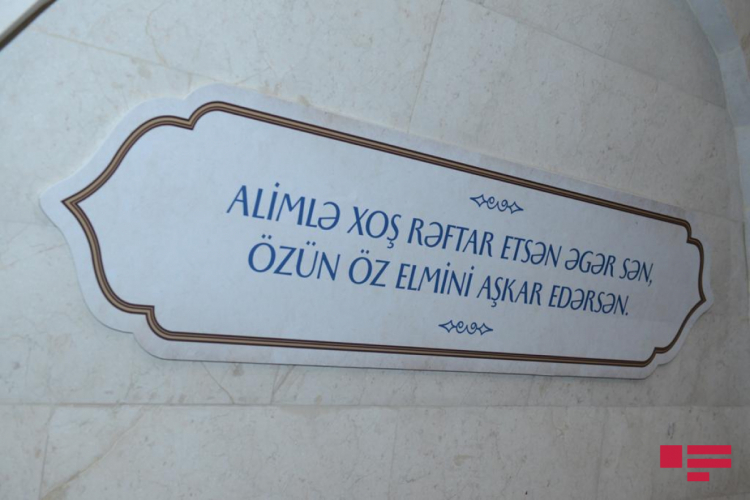 ALİMLƏ XOŞ RƏFTAR ETSƏN ƏGƏR SƏN,
ÖZÜN ÖZ ELMİNİ AŞKAR EDƏRSƏN.